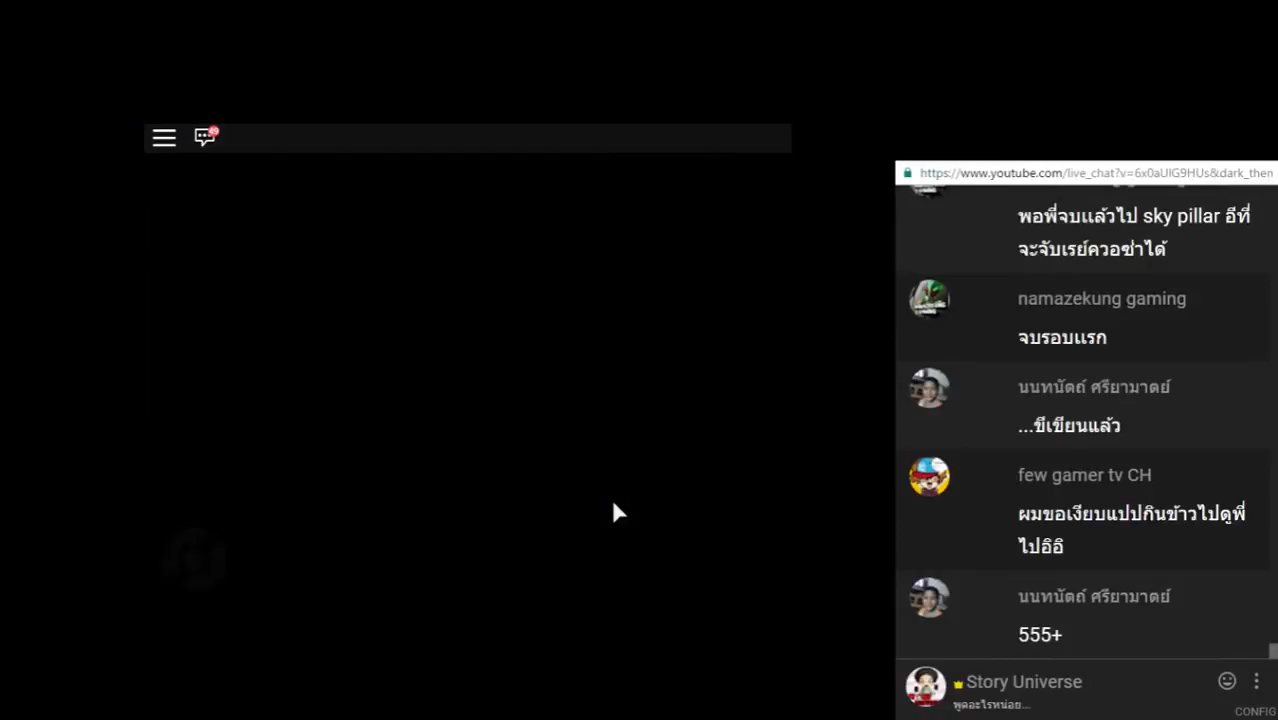 49
https://www.youtube.com/live_chat?v=6x0aUIG9HUs&dark_them
พอพี่จบแล้วไป sky pillar อีที่
จะจับเรย์ควอซ่าได้
namazekung gaming
จบรอบแรก
นนทนัตถ์ ศรียามาตย์
...ขี้เขียนแล้ว
few gamer tv CH
ผมขอเงียบแปปกินข้าวไปดูพี่
ไปอิอิ
นนทนัตถ์ ศรียามาตย์
555+
Story Universe
พูดอะไรหน่อย...
CONFIG